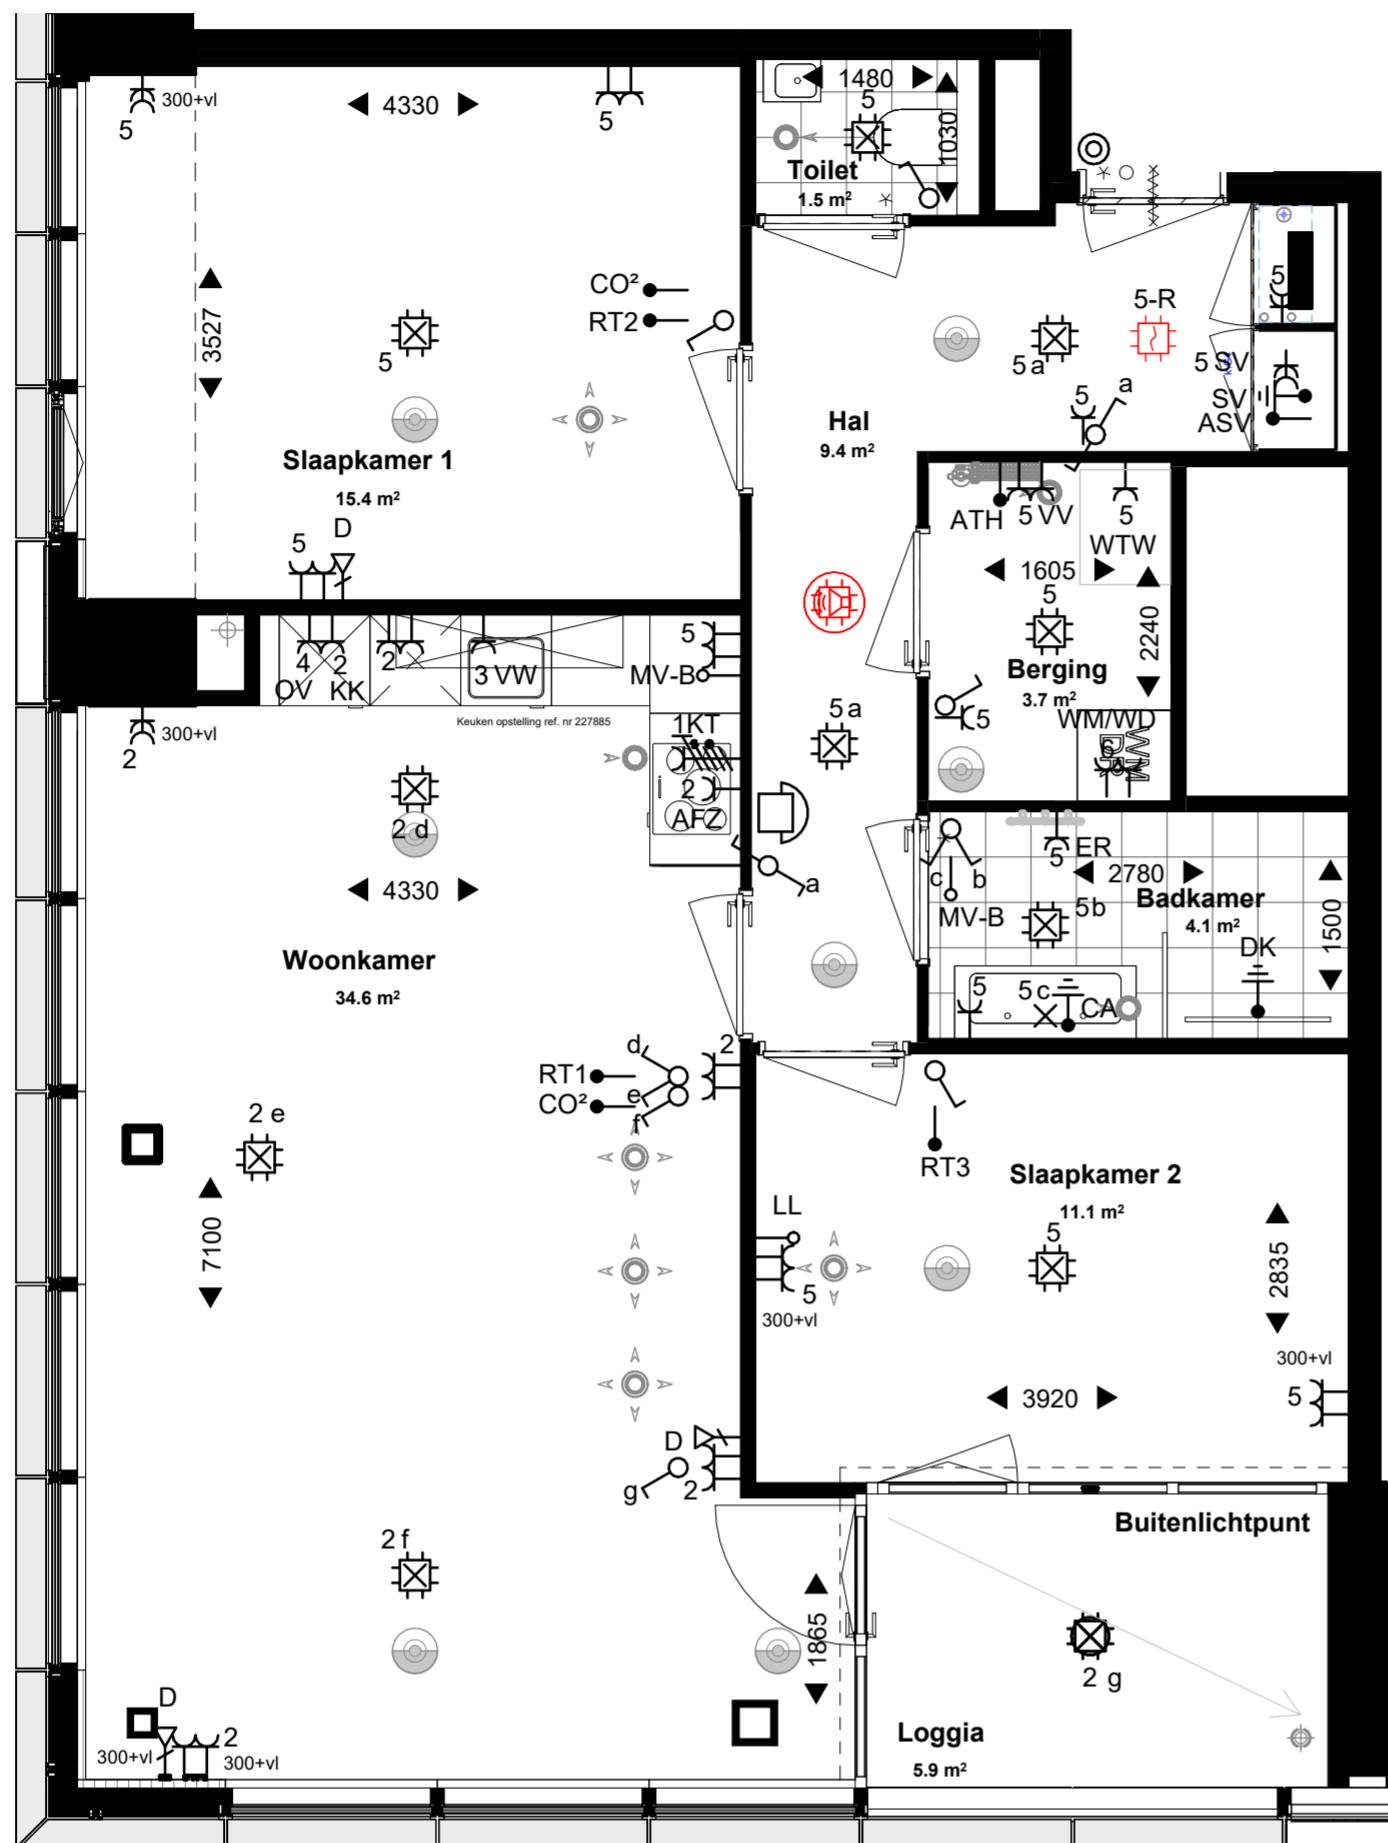 300+vl
5
4330
5
1480
5
1030
Toilet
1.5 m²
CO²
RT2
3527
5
5-R
5
5a
5 SV
SV
ASV
5
a
Hal
9.4 m²
Slaapkamer 1
15.4 m²
5
D
ATH
5 VV
5
WTW
1605
5
2240
Berging
3.7 m²
5
WM/WD
6
4
2
2
3 VW
OV
KK
5
MV-B
Keuken opstelling ref. nr 227885
300+vl
2
1KT
2
AFZ
5a
2 d
4330
a
5
ER
c
b
MV-B
2780
5b
Badkamer
4.1 m²
1500
DK
5
5c
CA
Woonkamer
34.6 m²
d
2
RT1
e
CO²
f
2 e
RT3
Slaapkamer 2
11.1 m²
LL
5
5
300+vl
7100
2835
300+vl
5
3920
D
g
2
Buitenlichtpunt
2 f
1865
2 g
Loggia
5.9 m²
D
2
300+vl
300+vl